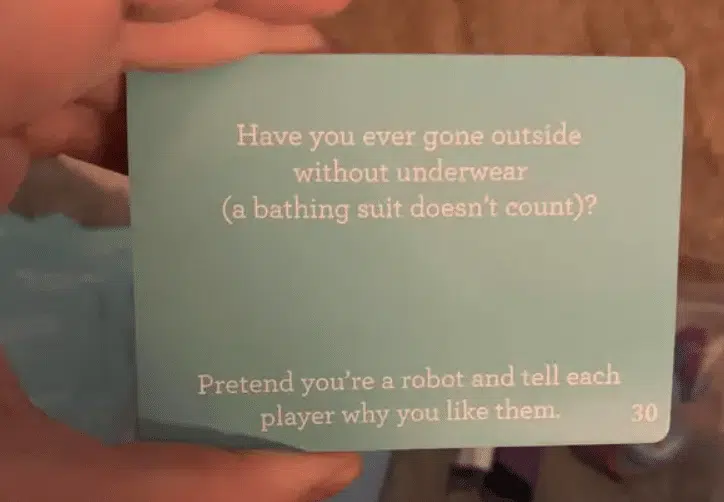 Have you ever gone outside
without underwear
(a bathing suit doesn't count)?
Pretend you're a robot and tell each
player why you like them.
30